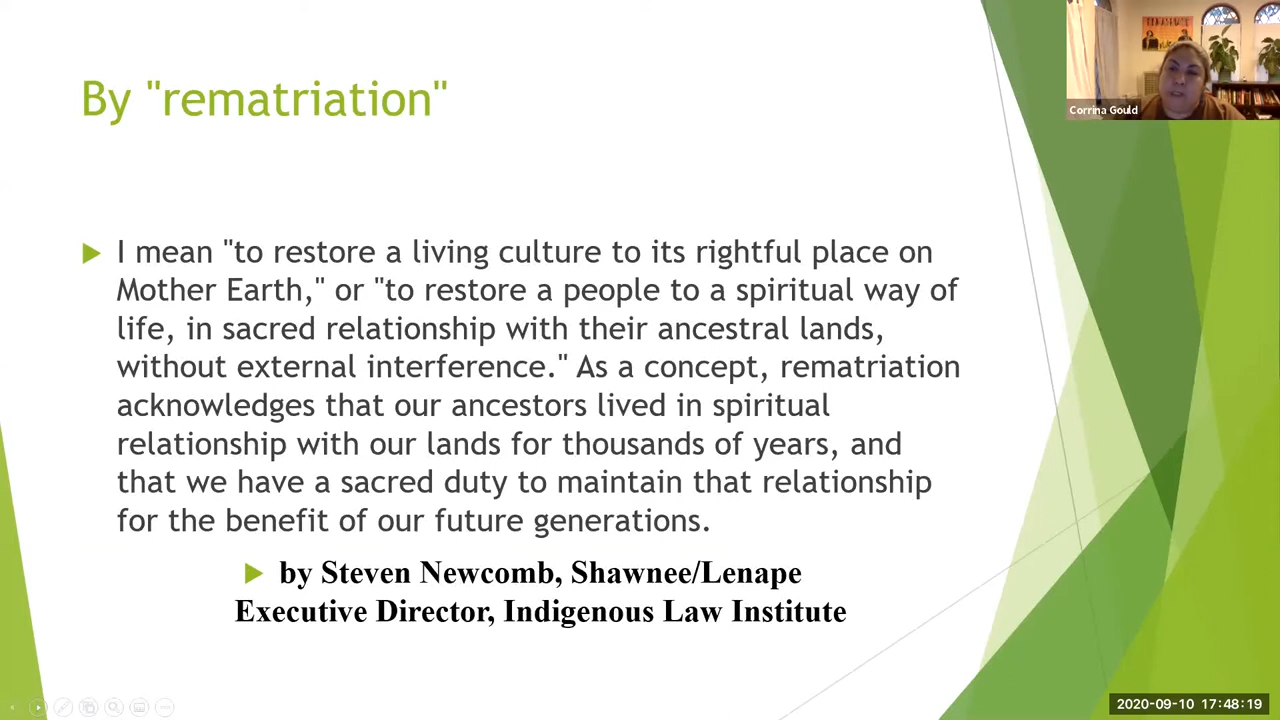 By "rematriation"
Corrina Gould
I mean "to restore a living culture to its rightful place on
Mother Earth," or "to restore a people to a spiritual way of
life, in sacred relationship with their ancestral lands,
without external interference." As a concept, rematriation
acknowledges that our ancestors lived in spiritual
relationship with our lands for thousands of years, and
that we have a sacred duty to maintain that relationship
for the benefit of our future generations.
by Steven Newcomb, Shawnee/Lenape
Executive Director, Indigenous Law Institute
2020-09-10 17:48:19